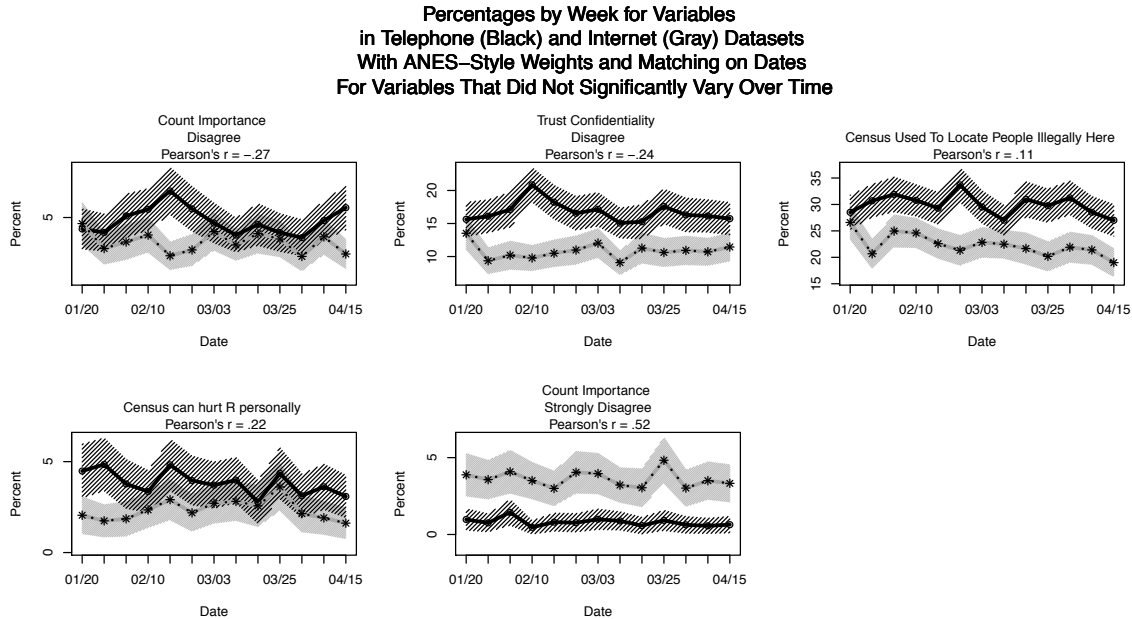 Percentages by Week for Variables
in Telephone (Black) and Internet (Gray) Datasets
With ANES−Style Weights and Matching on Dates
For Variables That Did Not Significantly Vary Over Time
Count Importance
Disagree
Pearson's r = −.27
Percent
5
01/20 02/10 03/03 03/25 04/15
Date
Trust Confidentiality
Disagree
Pearson's r = −.24
Percent
20
15
10
01/20 02/10 03/03 03/25 04/15
Date
Census Used To Locate People Illegally Here
Pearson's r = .11
Percent
35
30
25
20
15
01/20 02/10 03/03 03/25 04/15
Date
Census can hurt R personally
Pearson's r = .22
Percent
5
0
01/20 02/10 03/03 03/25 04/15
Date
Count Importance
Strongly Disagree
Pearson's r = .52
Percent
5
0
01/20 02/10 03/03 03/25 04/15
Date